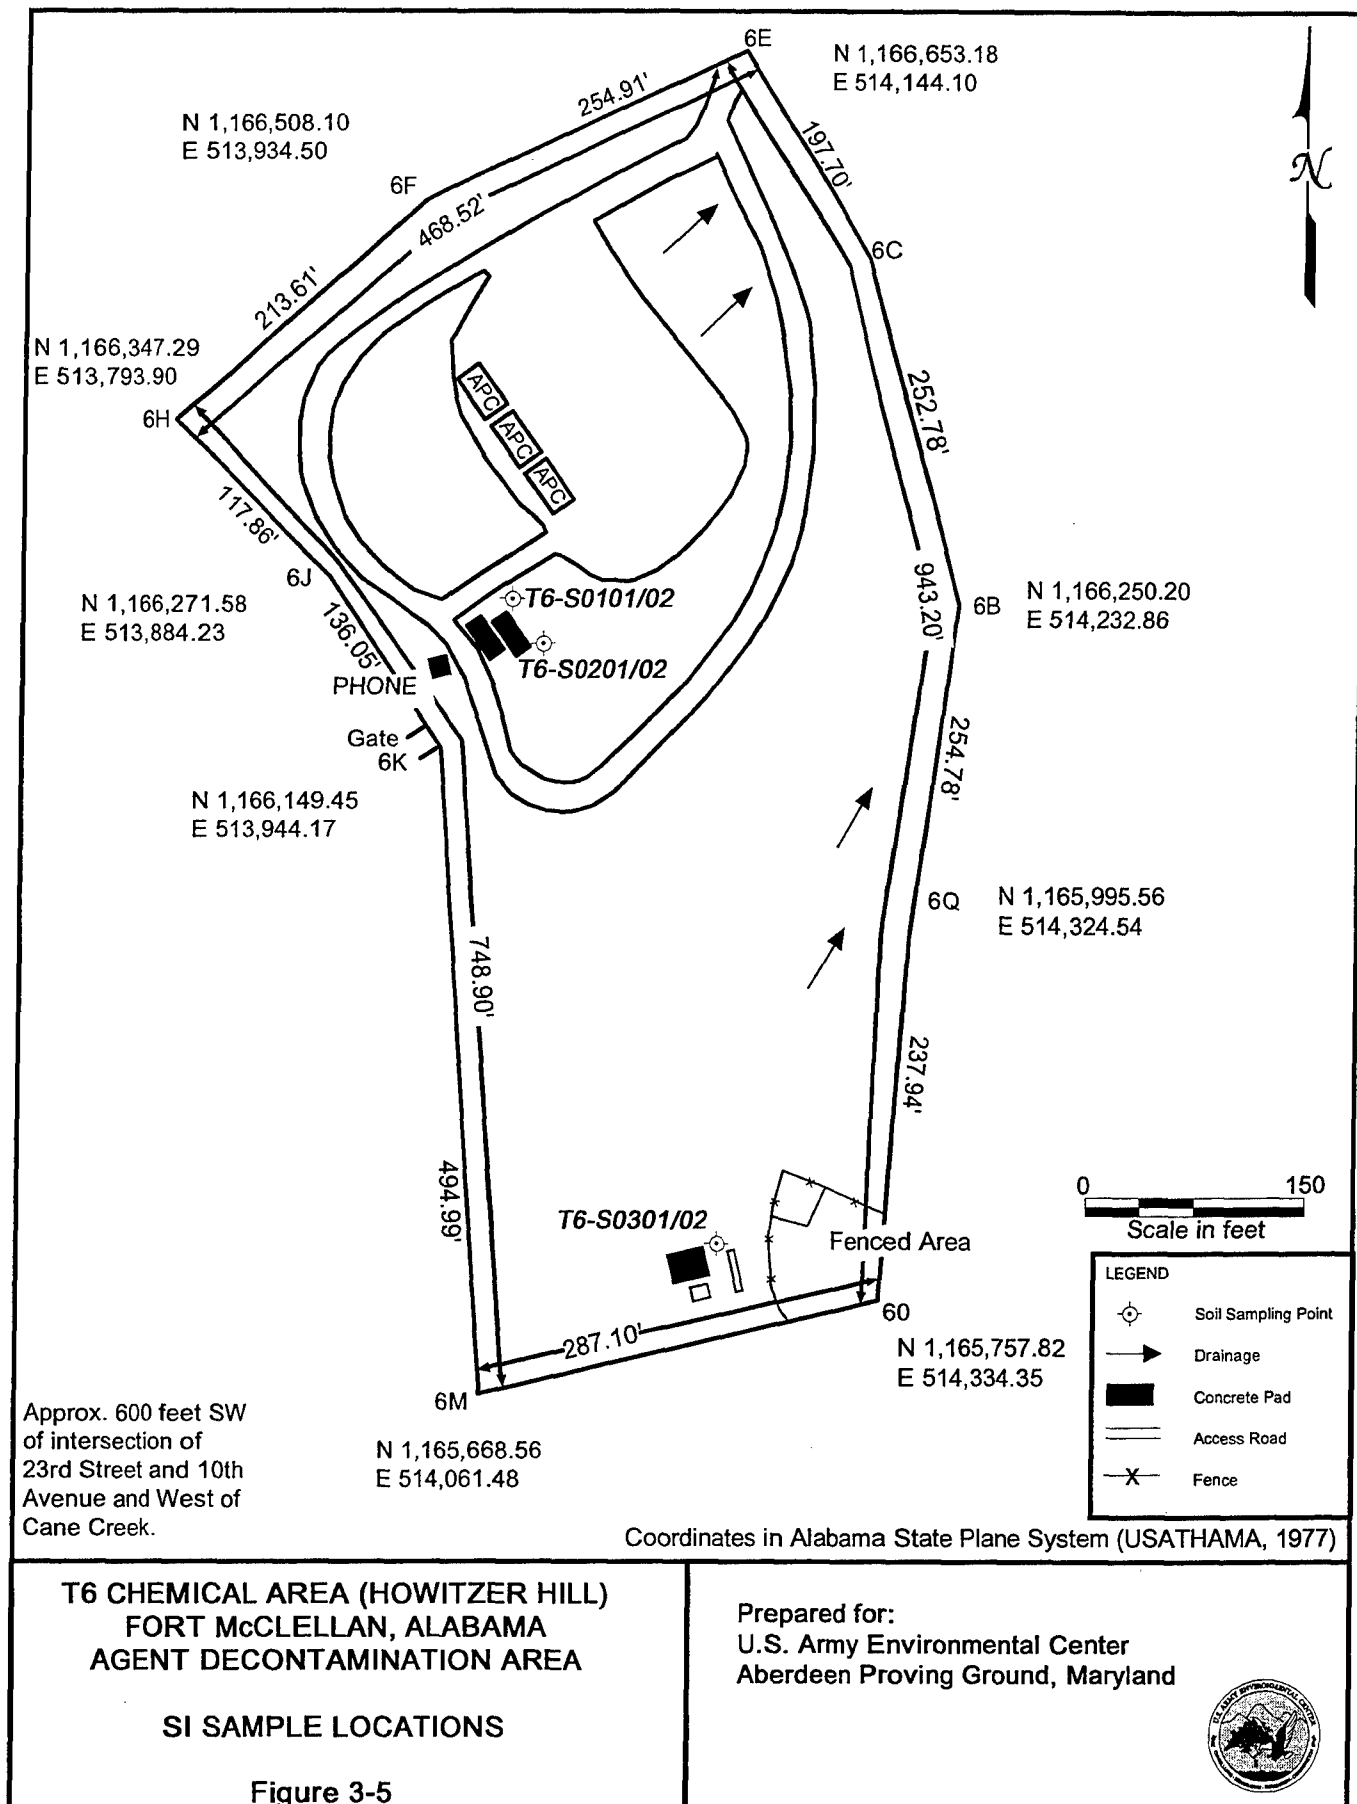 6E
N 1,166,653.18
E 514,144.10
254.91'
N 1,166,508.10
E 513,934.50
197.70'
N
6F
468.52'
6C
213.61'
N 1,166,347.29
E 513,793.90
6H
APC
APC
APC
252.78'
117.86'
6J
943.20'
N 1,166,271.58
E 513,884.23
136.05'
T6-S0101/02
6B
N 1,166,250.20
E 514,232.86
T6-S0201/02
PHONE
Gate
6K
254.78'
N 1,166,149.45
E 513,944.17
6Q
N 1,165,995.56
E 514,324.54
748.90'
237.94'
494.99'
0 150
Scale in feet
T6-S0301/02
Fenced Area
LEGEND
Soil Sampling Point
Drainage
Concrete Pad
Access Road
Fence
60
287.10'
N 1,165,757.82
E 514,334.35
6M
N 1,165,668.56
E 514,061.48
Approx. 600 feet SW
of intersection of
23rd Street and 10th
Avenue and West of
Cane Creek.
Coordinates in Alabama State Plane System (USATHAMA, 1977)
T6 CHEMICAL AREA (HOWITZER HILL)
FORT McCLELLAN, ALABAMA
AGENT DECONTAMINATION AREA
SI SAMPLE LOCATIONS
Figure 3-5
Prepared for:
U.S. Army Environmental Center
Aberdeen Proving Ground, Maryland
U.S. ARMY ENVIRONMENTAL CENTER